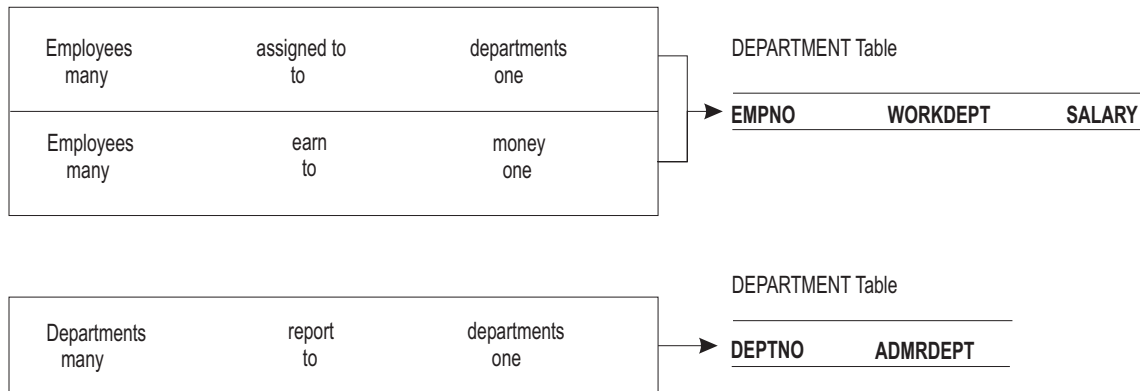 Employees assigned to departments
many to one
DEPARTMENT Table
EMPNO WORKDEPT SALARY
Employees earn money
many to one
DEPARTMENT Table
Departments report departments
many to one
DEPTNO ADMRDEPT